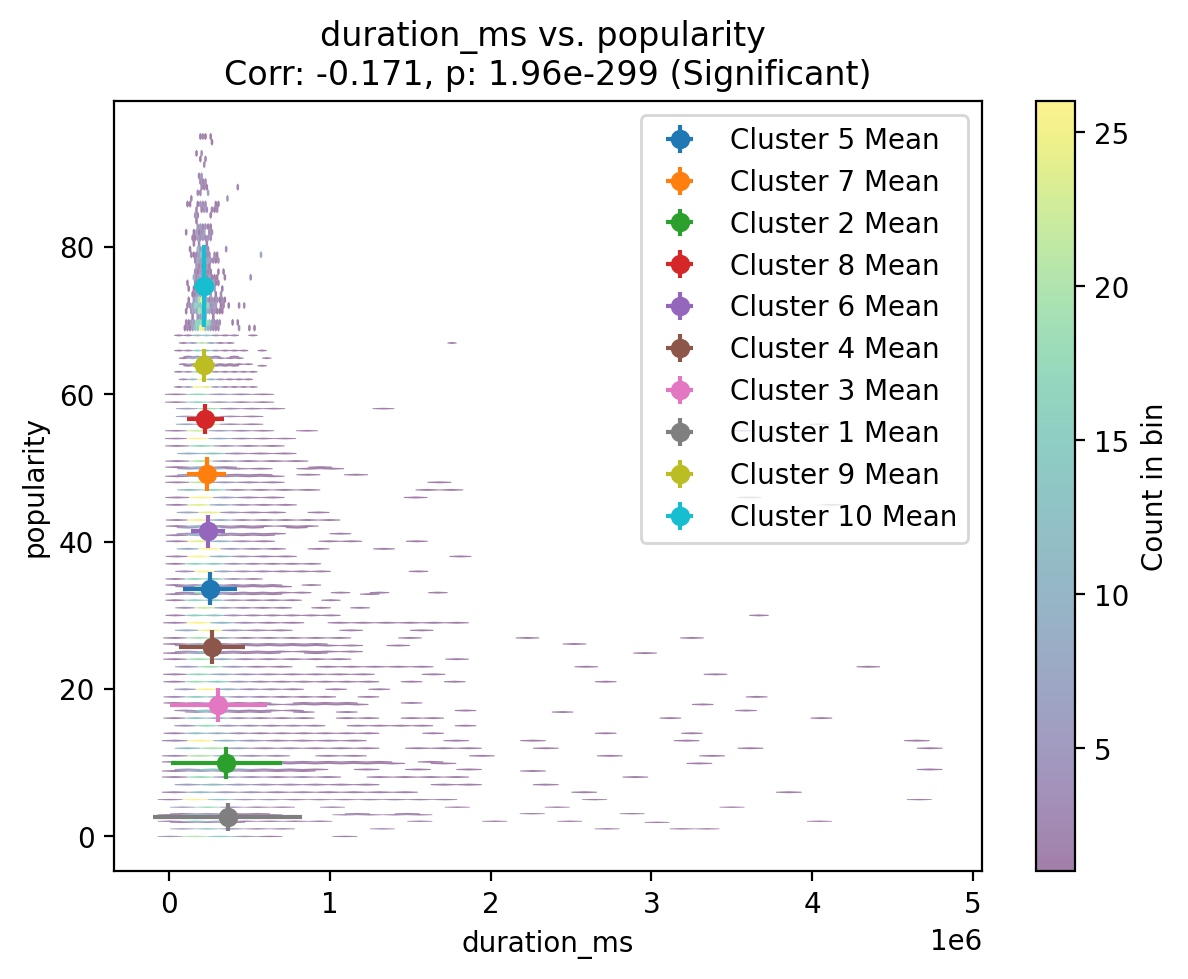 duration_ms vs. popularity
Corr: -0.171, p: 1.96e-299 (Significant)
popularity
80
60
40
20
0
Cluster 5 Mean
Cluster 7 Mean
Cluster 2 Mean
Cluster 8 Mean
Cluster 6 Mean
Cluster 4 Mean
Cluster 3 Mean
Cluster 1 Mean
Cluster 9 Mean
Cluster 10 Mean
0 1 2 3 4 5
1e6
duration_ms
25
20
15
10
5
Count in bin